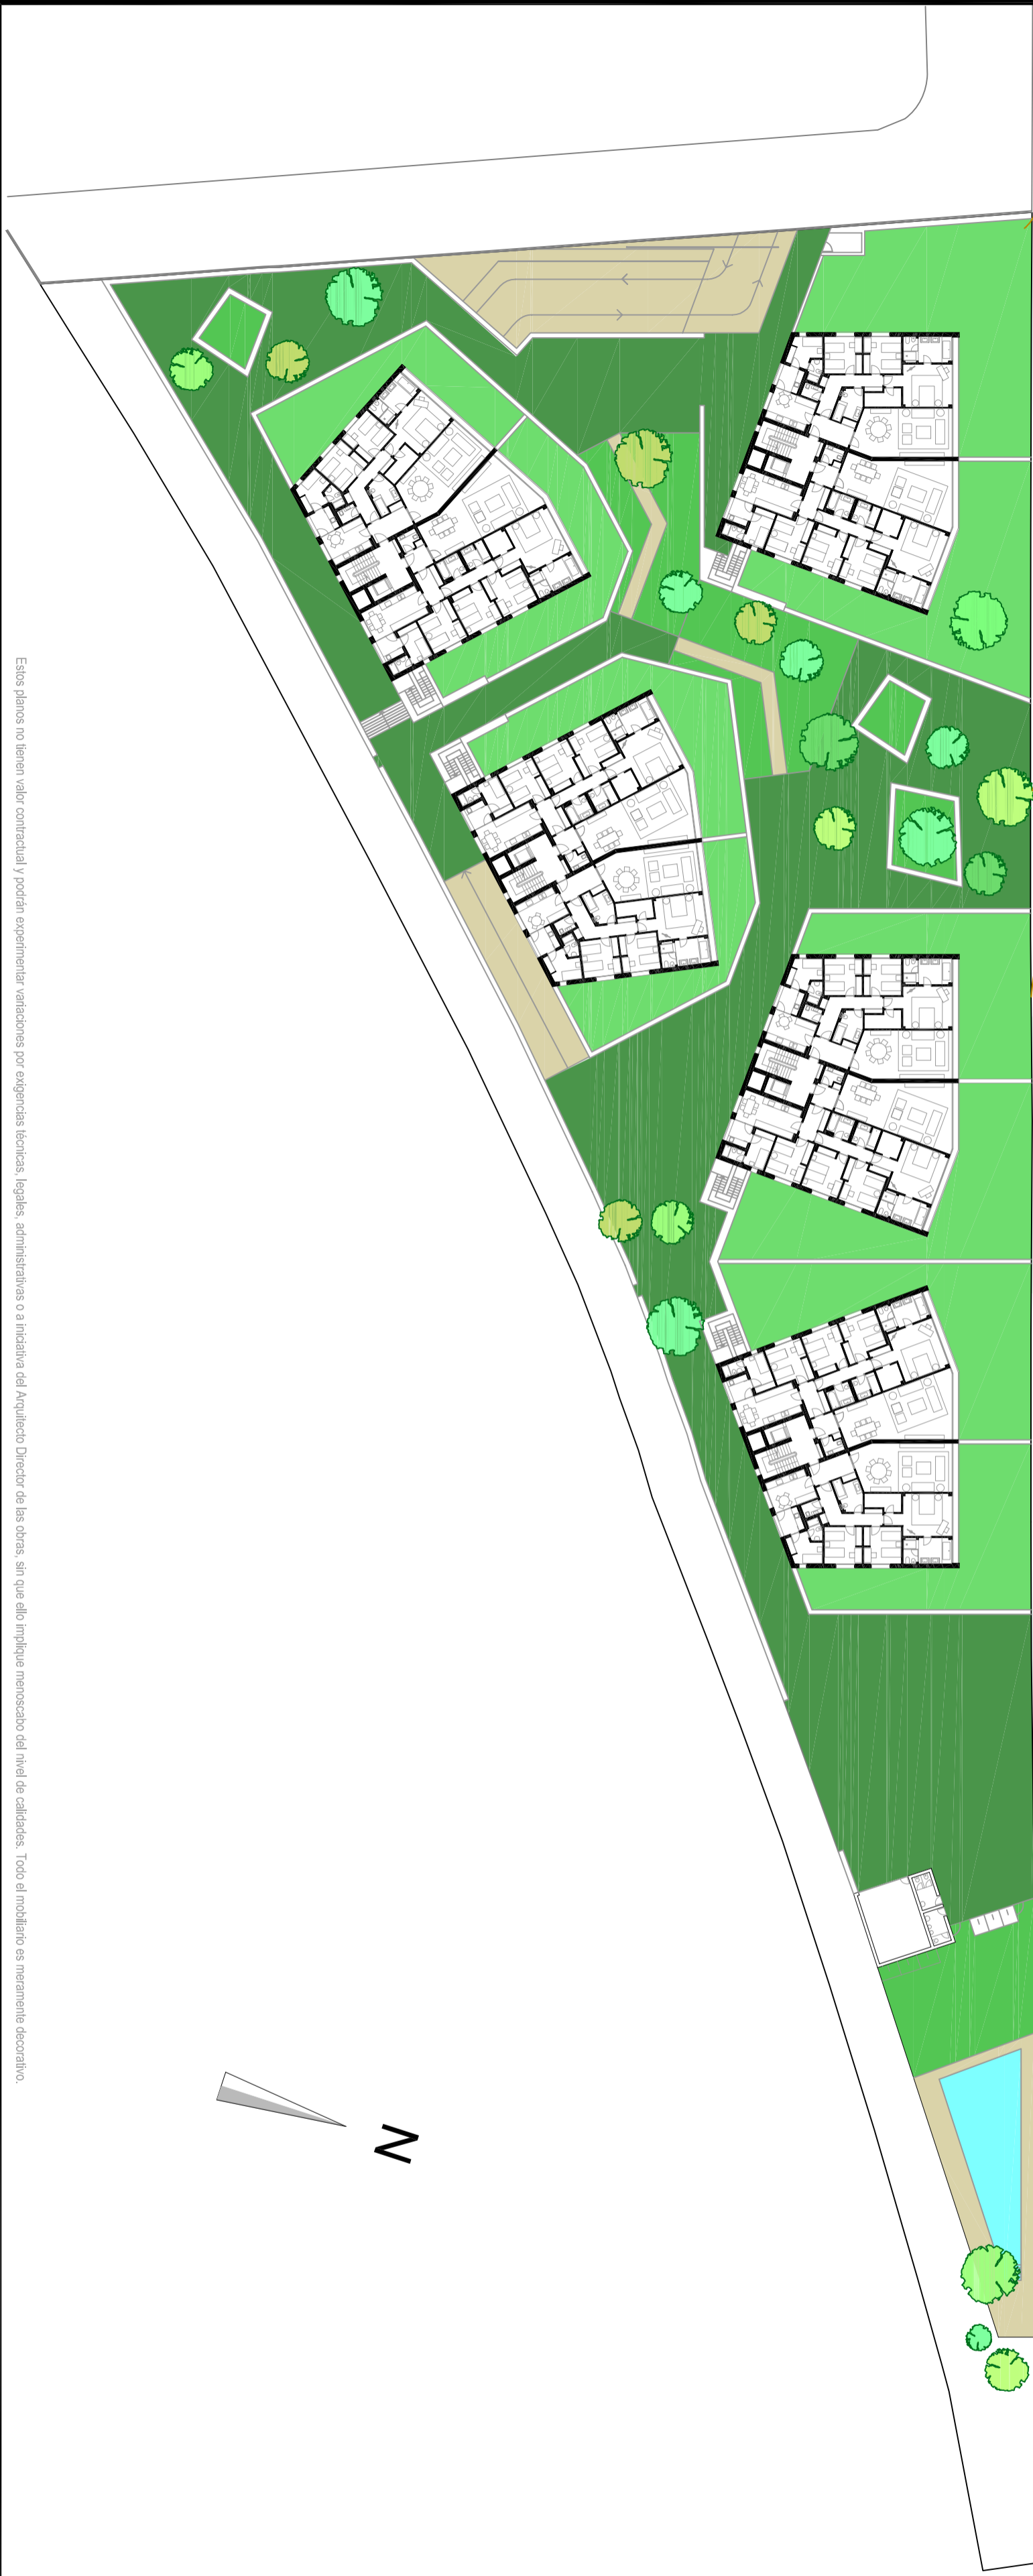 Estos planos no tienen valor contractual y podrán experimentar variaciones por exigencias técnicas, legales, administrativas o a iniciativa del Arquitecto Director de las obras, sin que ello implique menoscabo del nivel de calidades. Todo el mobiliario es meramente decorativo.
N